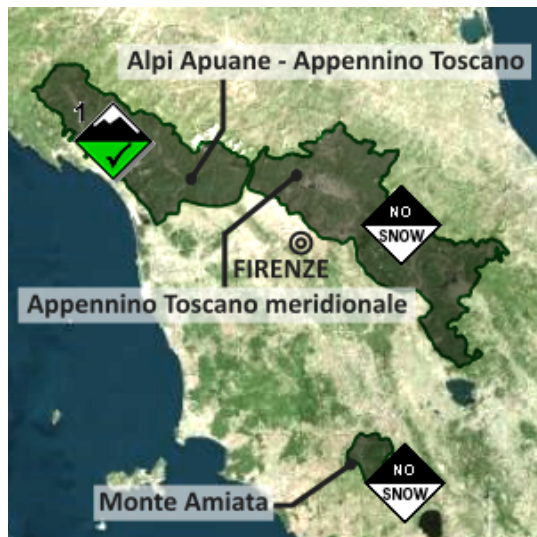 Alpi Apuane - Appennino Toscano
1
NO
SNOW
FIRENZE
Appennino Toscano meridionale
NO
SNOW
Monte Amiata